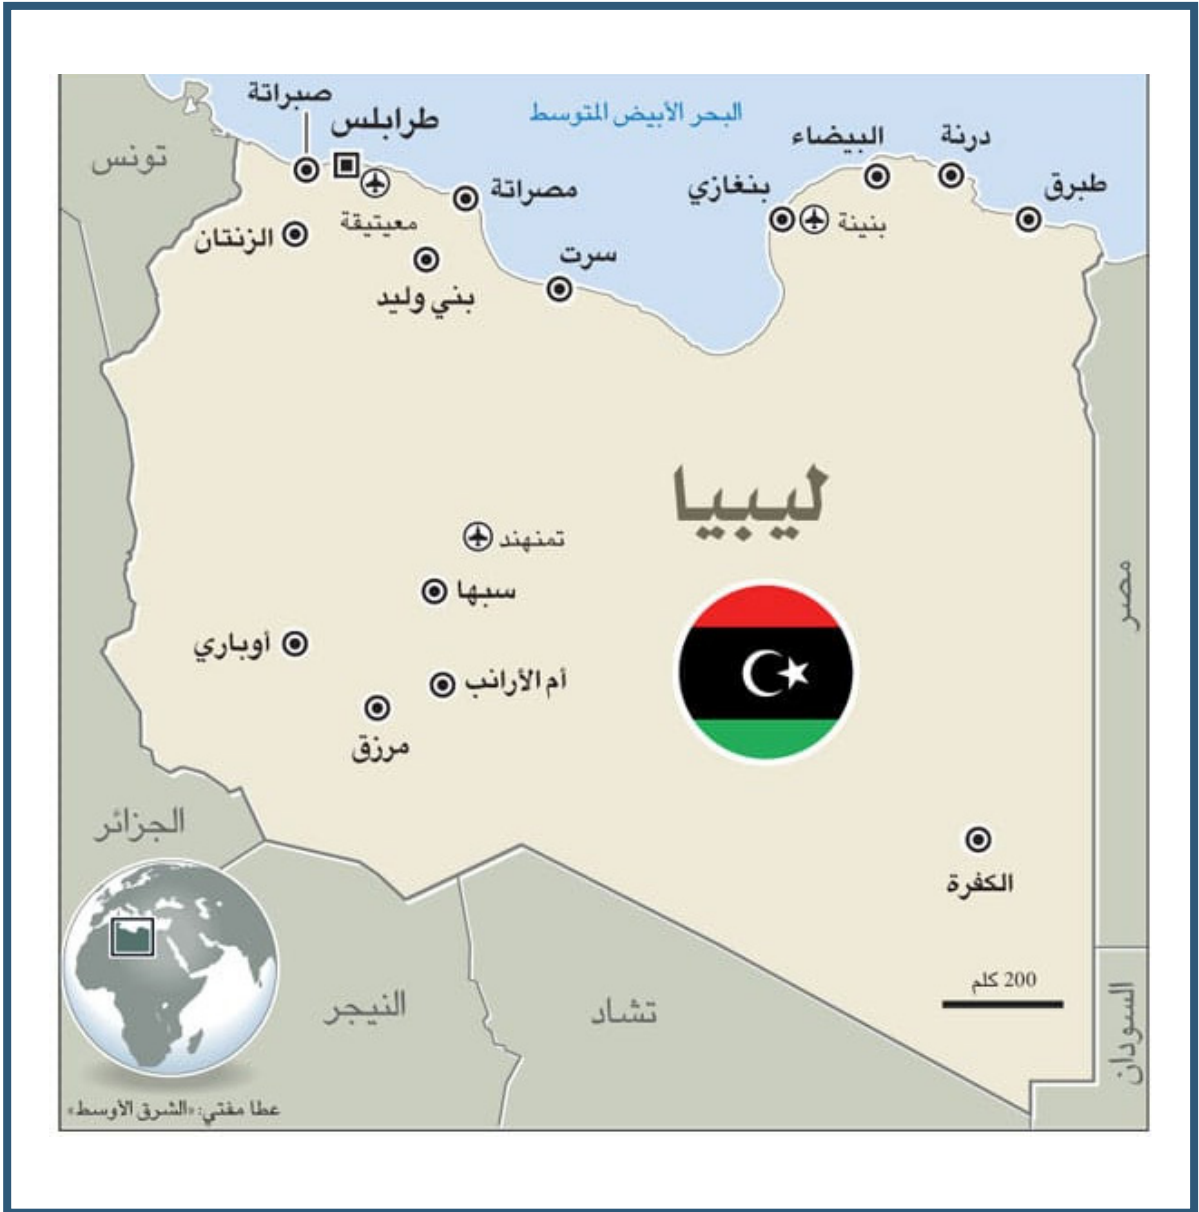 صبراتة
طرابلس
البحر الأبيض المتوسط
البيضاء
درنة
تونس
معيتيقة
مصراتة
بنغازي
بنينة
طبرق
الزنتان
بني وليد
سرت
ليبيا
تمنهند
سبها
أوباري
أم الأرانب
مرزق
مصر
الجزائر
الكفرة
200 كلم
النيجر
تشاد
السودان
عطا مفتي: «الشرق الأوسط»